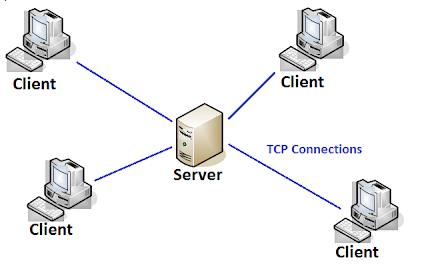 Client
Client
TCP Connections
Server
Client
Client